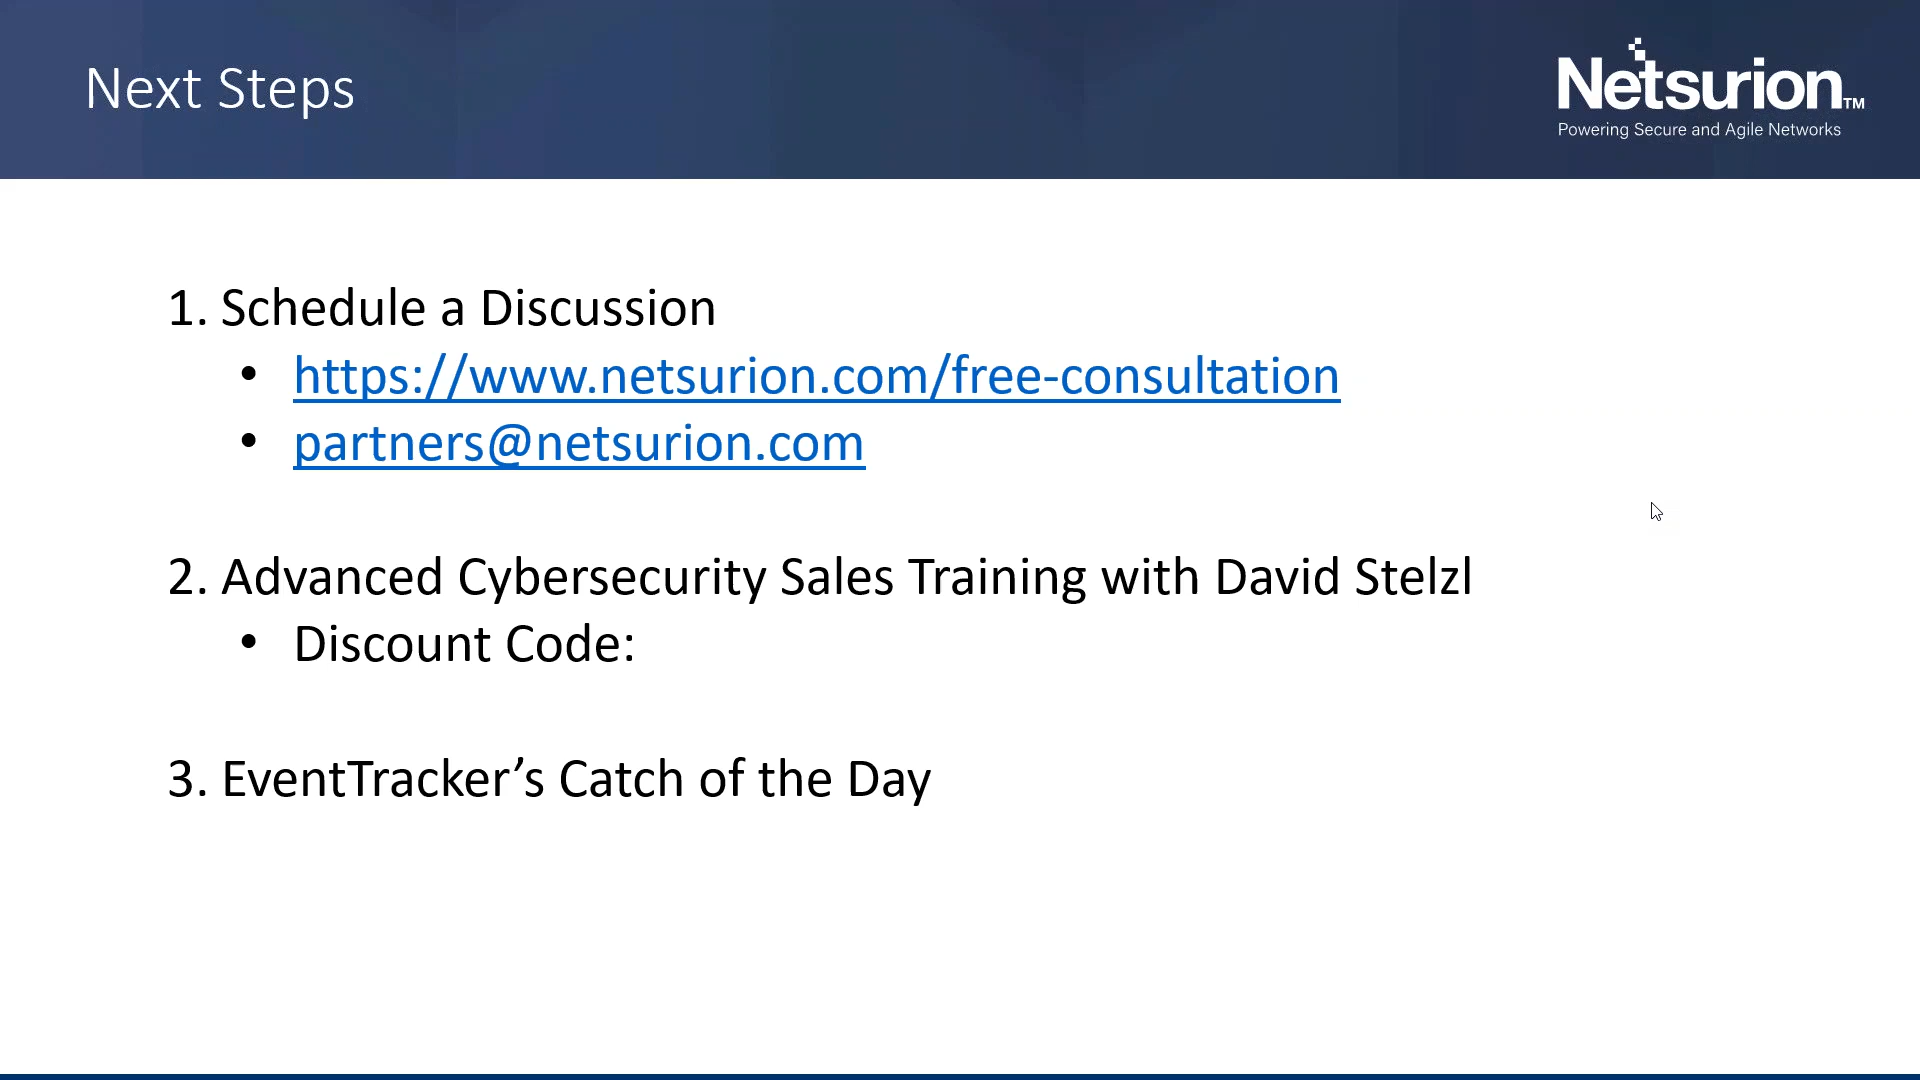 Next Steps
Netsurion™
Powering Secure and Agile Networks
1. Schedule a Discussion
• https://www.netsurion.com/free-consultation
• partners@netsurion.com
2. Advanced Cybersecurity Sales Training with David Stelzl
• Discount Code:
3. EventTracker’s Catch of the Day